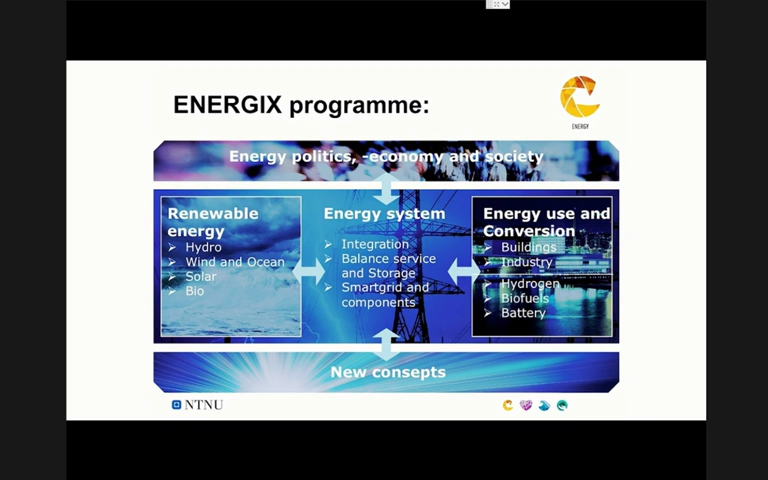 ENERGIX programme:
ENERGY
Energy politics, -economy and society
Renewable
energy
➢ Hydro
➢ Wind and Ocean
➢ Solar
➢ Bio
Energy system
➢ Integration
➢ Balance service
and Storage
➢ Smartgrid and
components
Energy use and
Conversion
➢ Buildings
➢ Industry
➢ Hydrogen
➢ Biofuels
➢ Battery
New consepts
NTNU